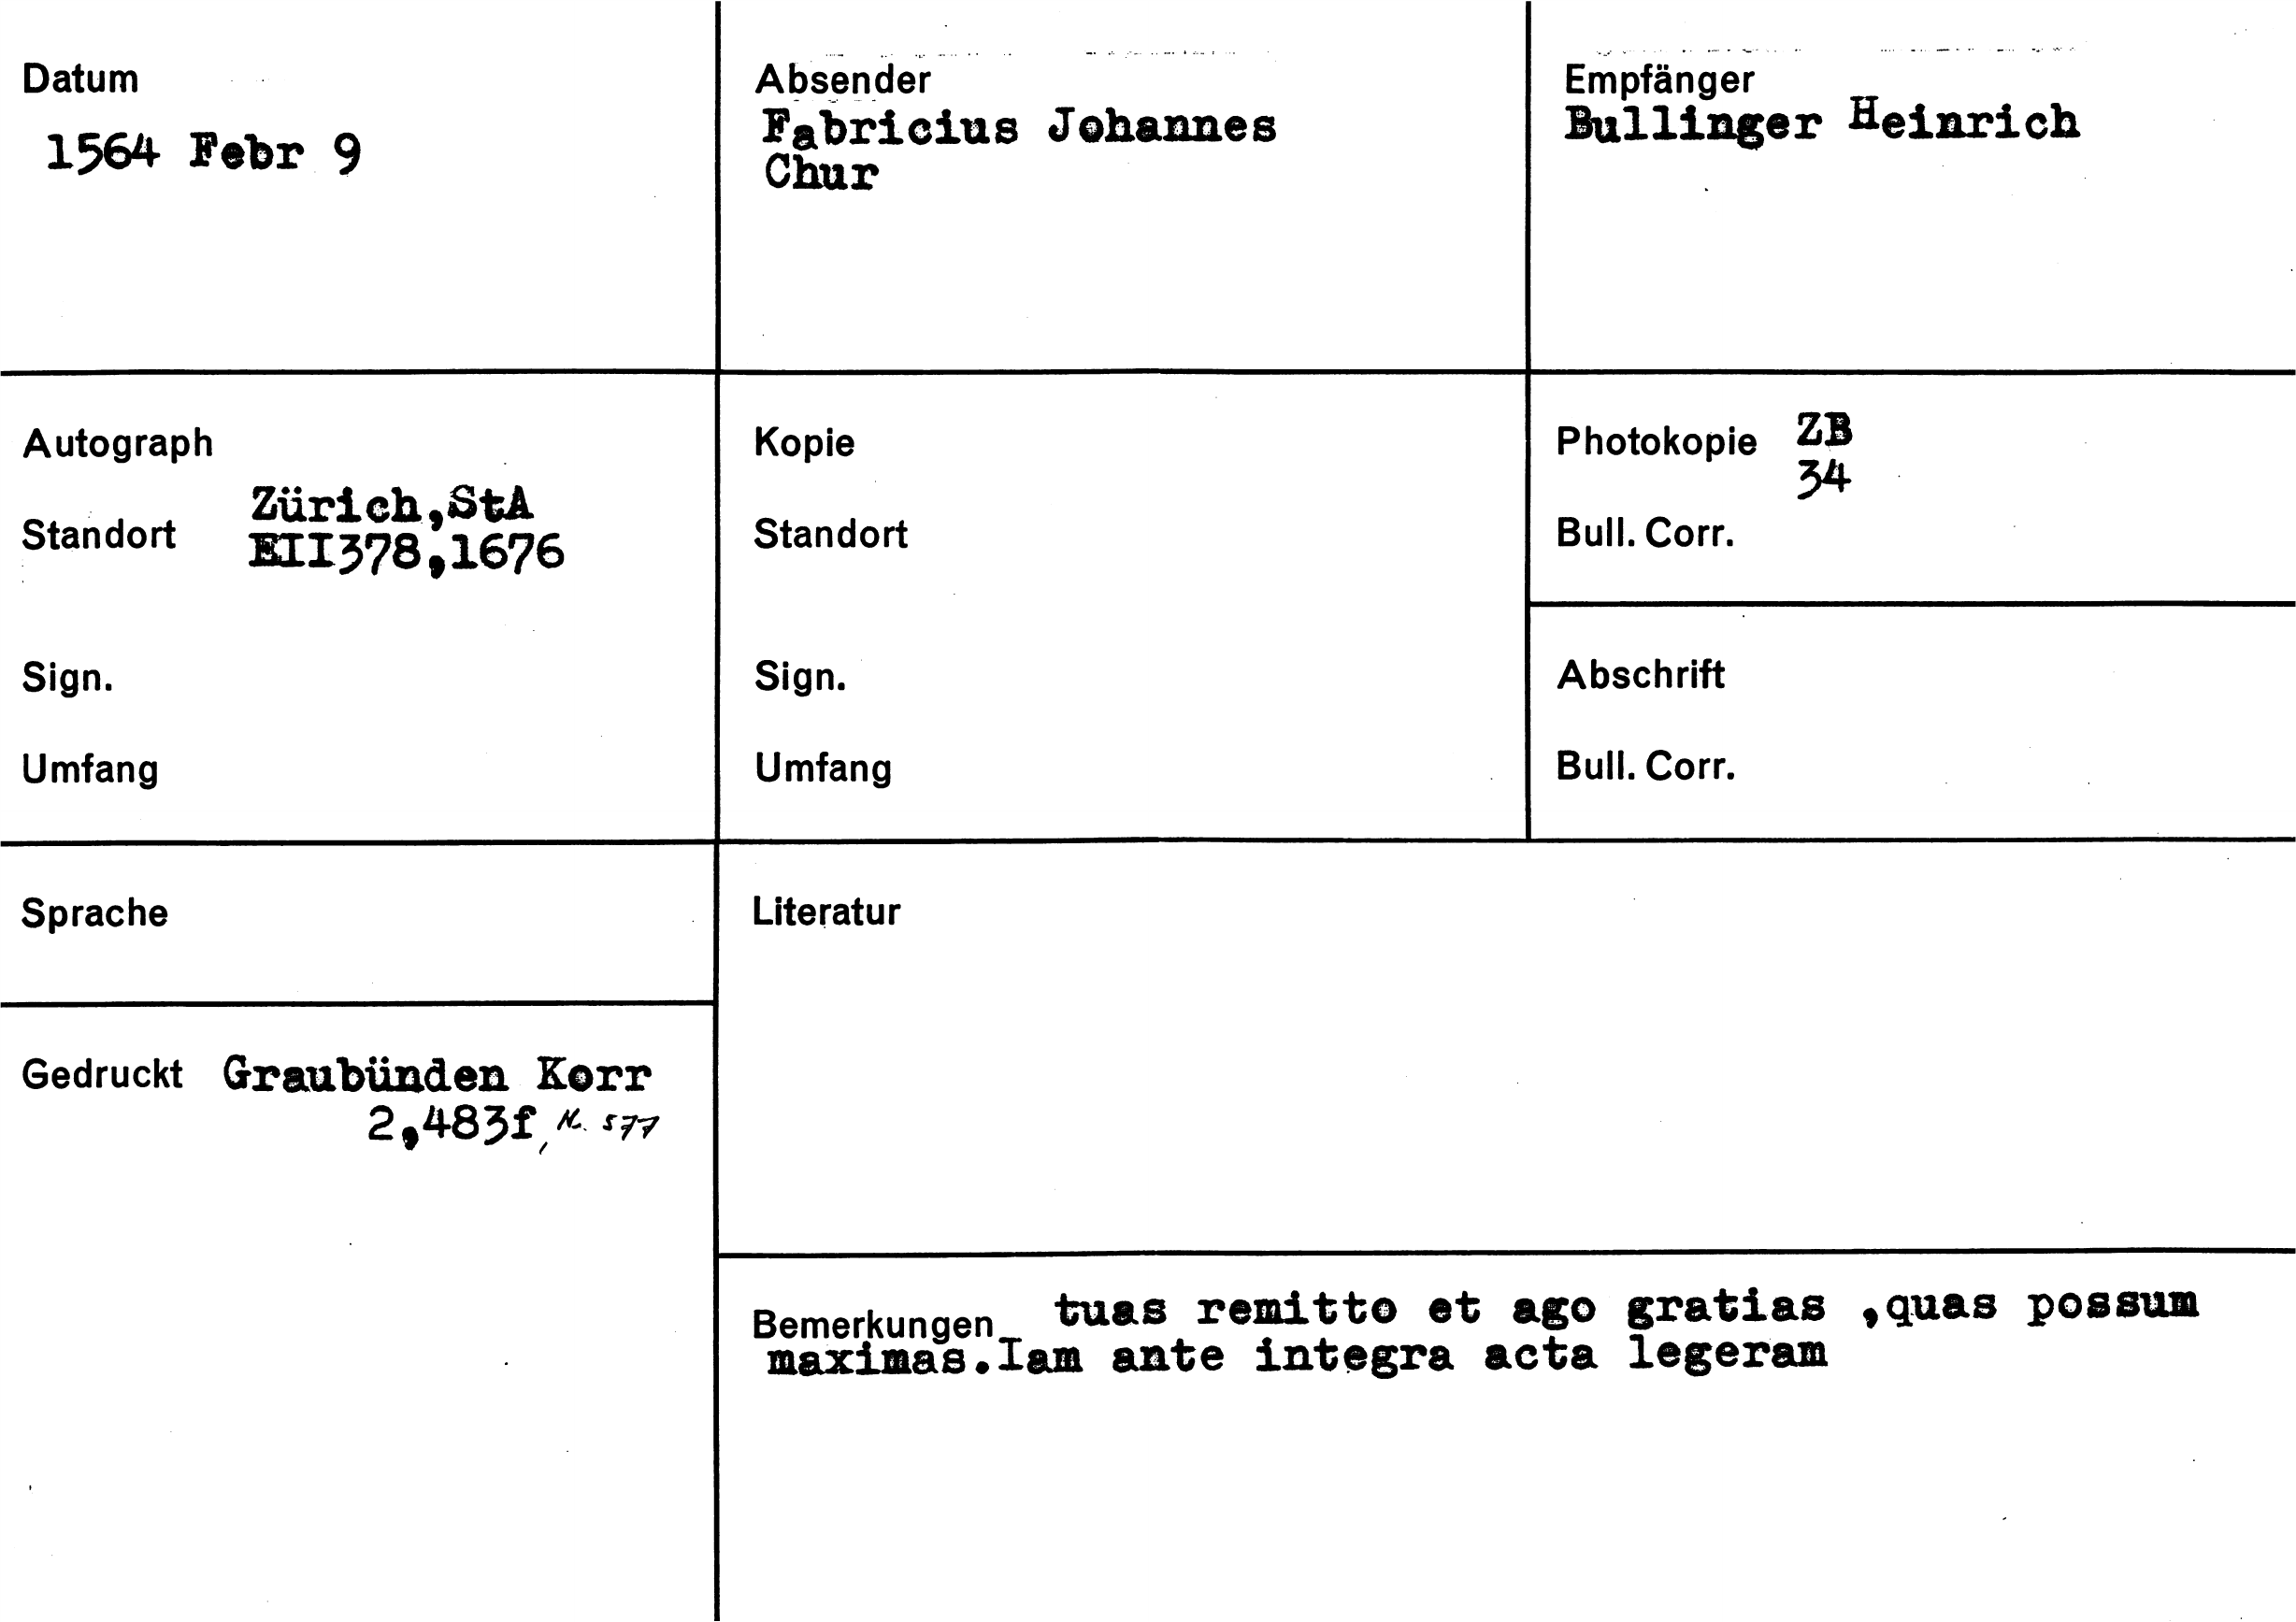 Datum
1564 Febr 9
Absender
Fabricius Johannes
Chur
Empfänger
Bullinger Heinrich
Autograph
Standort
Zürich,StA
EII378,1676
Sign.
Umfang
Kopie
Standort
Sign.
Umfang
Photokopie ZB
34
Bull. Corr.
Abschrift
Bull. Corr.
Sprache
Literatur
Gedruckt Graubünden Korr
2,483f, N. 577
Bemerkungen tuas remitto et ago gratias ,quas possum
maximas.Iam ante integra acta legeram